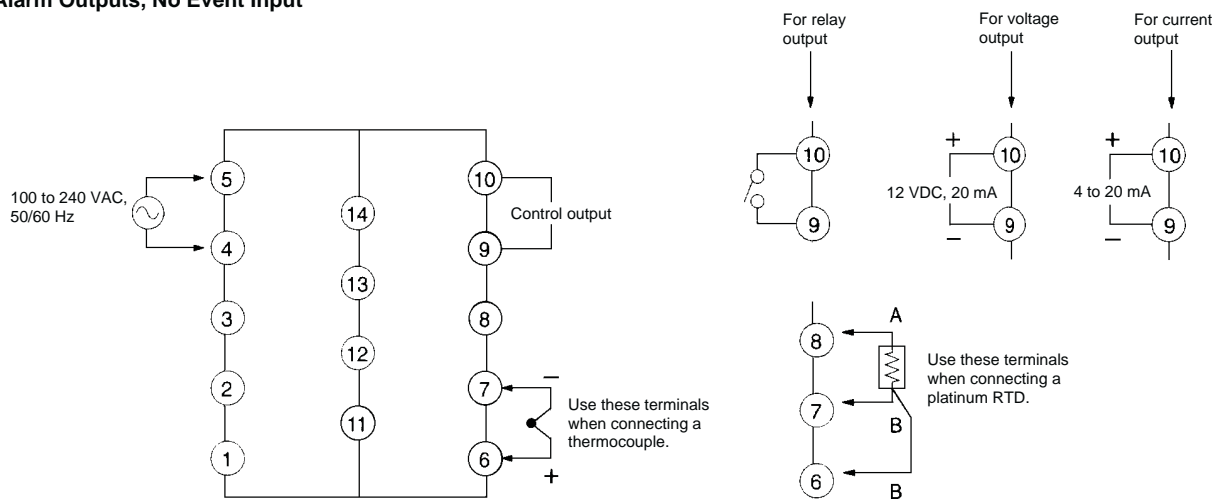 Alarm Outputs, No Event Input
For relay
output
For voltage
output
For current
output
10
9
+
10
12 VDC, 20 mA
9
−
+
10
4 to 20 mA
9
−
100 to 240 VAC,
50/60 Hz
5
4
3
2
1
14
13
12
11
10
Control output
9
8
7
−
Use these terminals
when connecting a
thermocouple.
6
+
8
A
Use these terminals
when connecting a
platinum RTD.
7
B
6
B